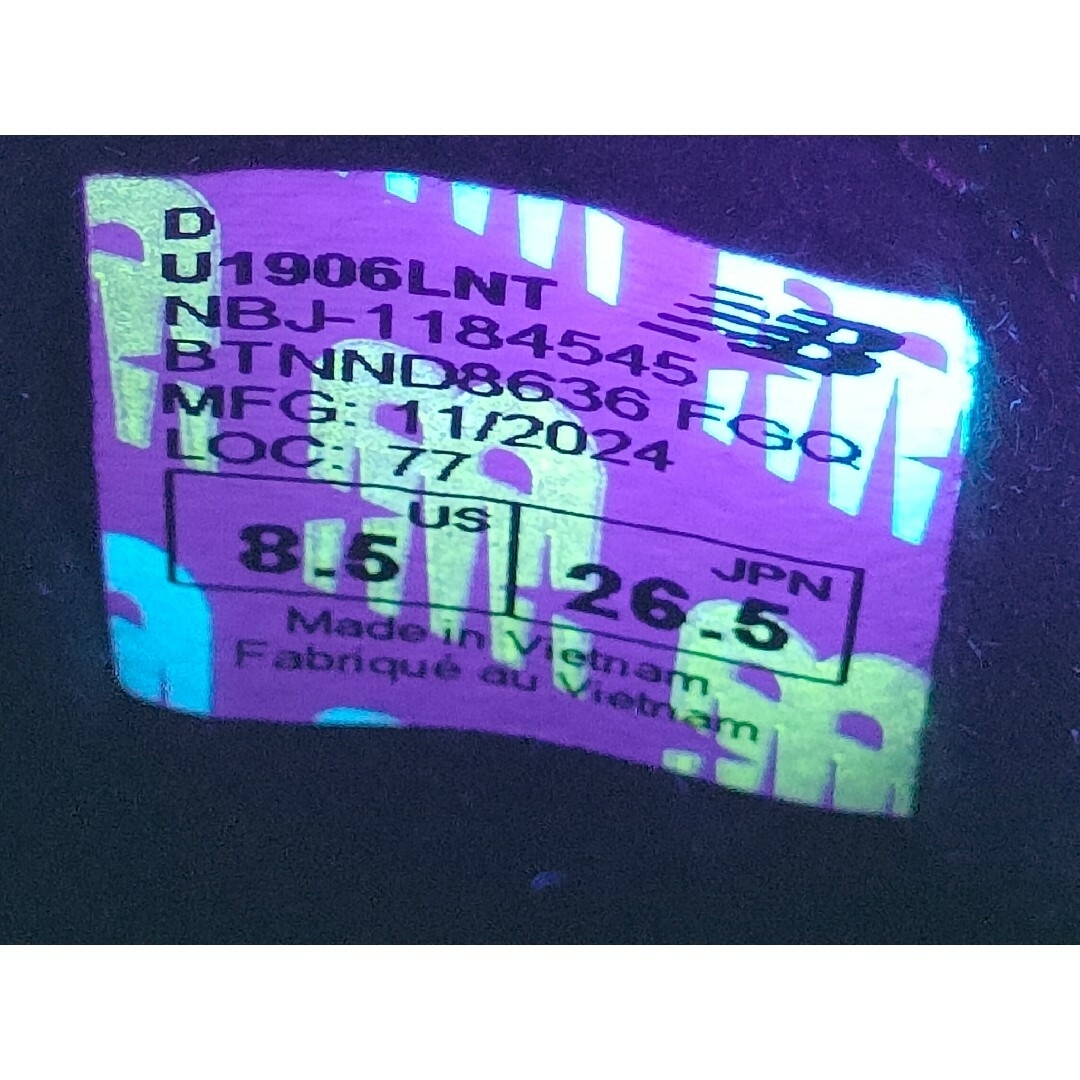 D
U1906LNT
NBJ-1184545
BTNND8636 FGQ
MFG: 11/2024
LOC: 77
US
8.5
JPN
26.5
Made in Vietnam
Fabriqué au Vietnam